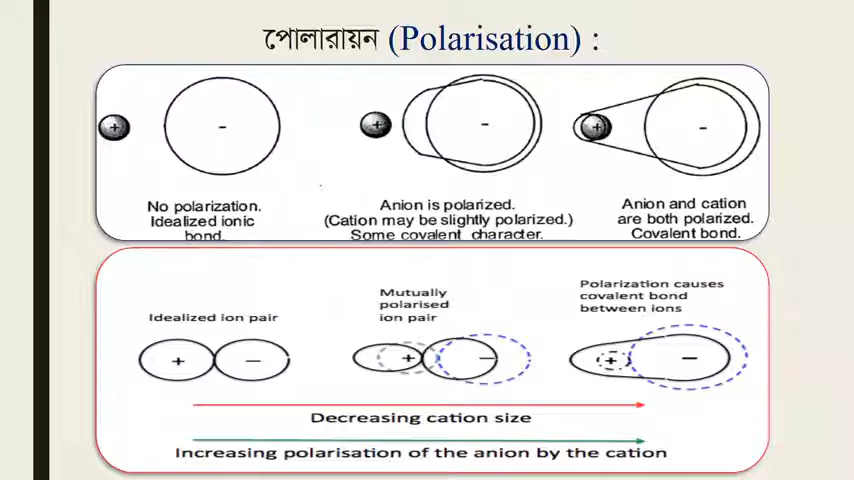 পোলারায়ন (Polarisation) :
+
-
+
-
+
-
No polarization.
Idealized ionic
bond.
Anion is polarized.
(Cation may be slightly polarized.)
Some covalent character.
Anion and cation
are both polarized.
Covalent bond.
Idealized ion pair
Mutually
polarised
ion pair
Polarization causes
covalent bond
between ions
+
−
+
−
+
−
Decreasing cation size
Increasing polarisation of the anion by the cation